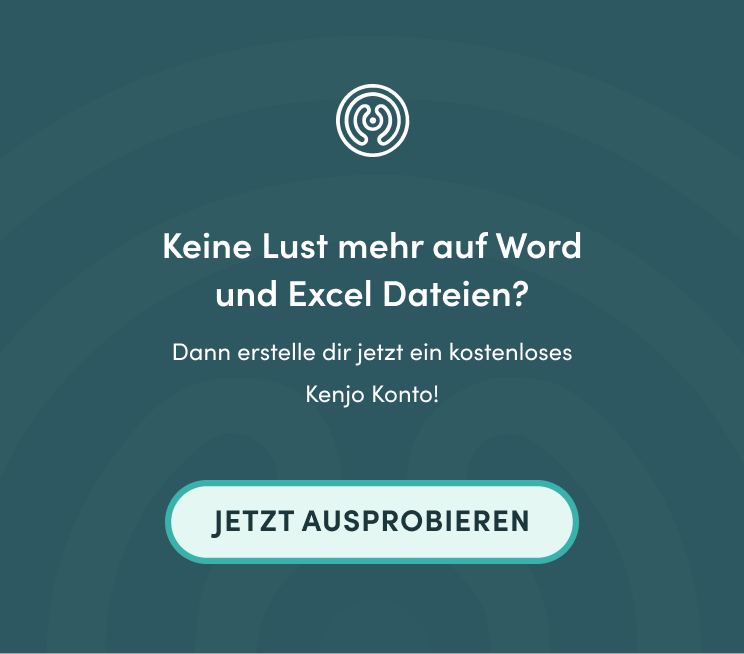 Keine Lust mehr auf Word
und Excel Dateien?
Dann erstelle dir jetzt ein kostenloses
Kenjo Konto!
JETZT AUSPROBIEREN